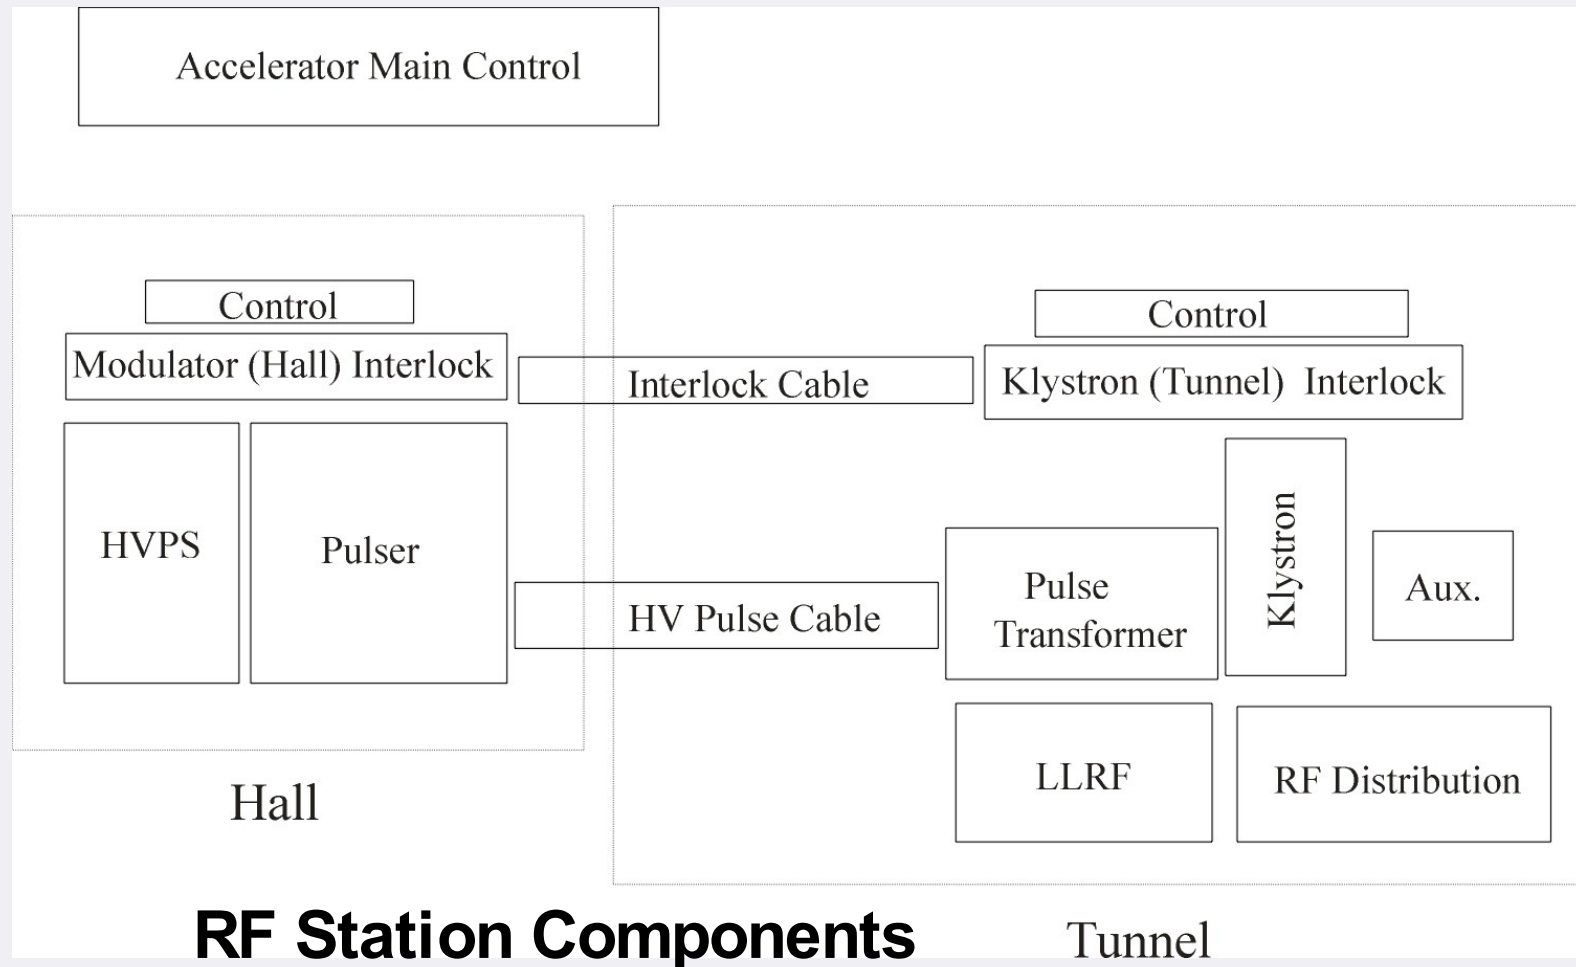 Accelerator Main Control
Control
Modulator (Hall) Interlock
HVPS
Pulser
Hall
Interlock Cable
HV Pulse Cable
Control
Klystron (Tunnel) Interlock
Klystron
Pulse
Transformer
Aux.
LLRF
RF Distribution
Tunnel
RF Station Components